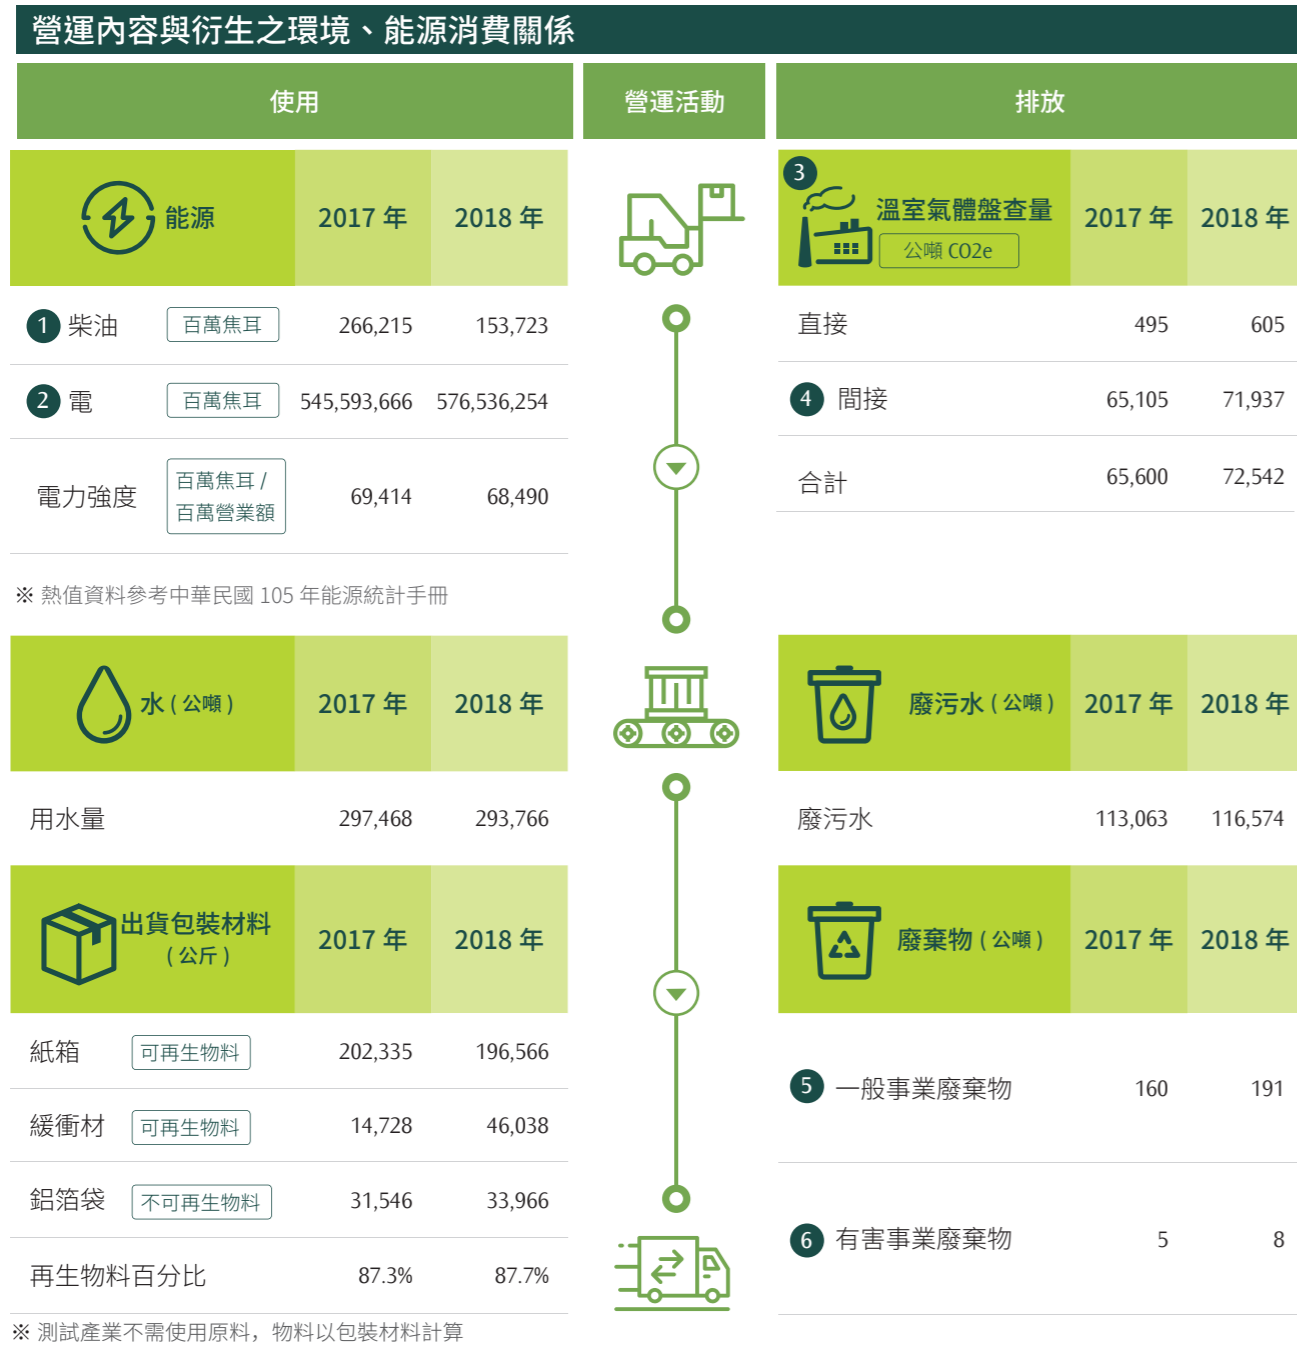 營運內容與衍生之環境、能源消費關係
使用 營運活動 排放
能源 2017 年 2018 年
1 柴油 百萬焦耳 266,215 153,723
2 電 百萬焦耳 545,593,666 576,536,254
電力強度 百萬焦耳 / 69,414 68,490
百萬營業額
※ 熱值資料參考中華民國 105 年能源統計手冊
3 溫室氣體盤查量 2017 年 2018 年
公噸 CO2e
直接 495 605
4 間接 65,105 71,937
合計 65,600 72,542
水 ( 公噸 ) 2017 年 2018 年
用水量 297,468 293,766
廢污水 ( 公噸 ) 2017 年 2018 年
廢污水 113,063 116,574
出貨包裝材料 2017 年 2018 年
( 公斤 )
紙箱 可再生物料 202,335 196,566
緩衝材 可再生物料 14,728 46,038
鋁箔袋 不可再生物料 31,546 33,966
再生物料百分比 87.3% 87.7%
※ 測試產業不需使用原料，物料以包裝材料計算
廢棄物 ( 公噸 ) 2017 年 2018 年
5 一般事業廢棄物 160 191
6 有害事業廢棄物 5 8